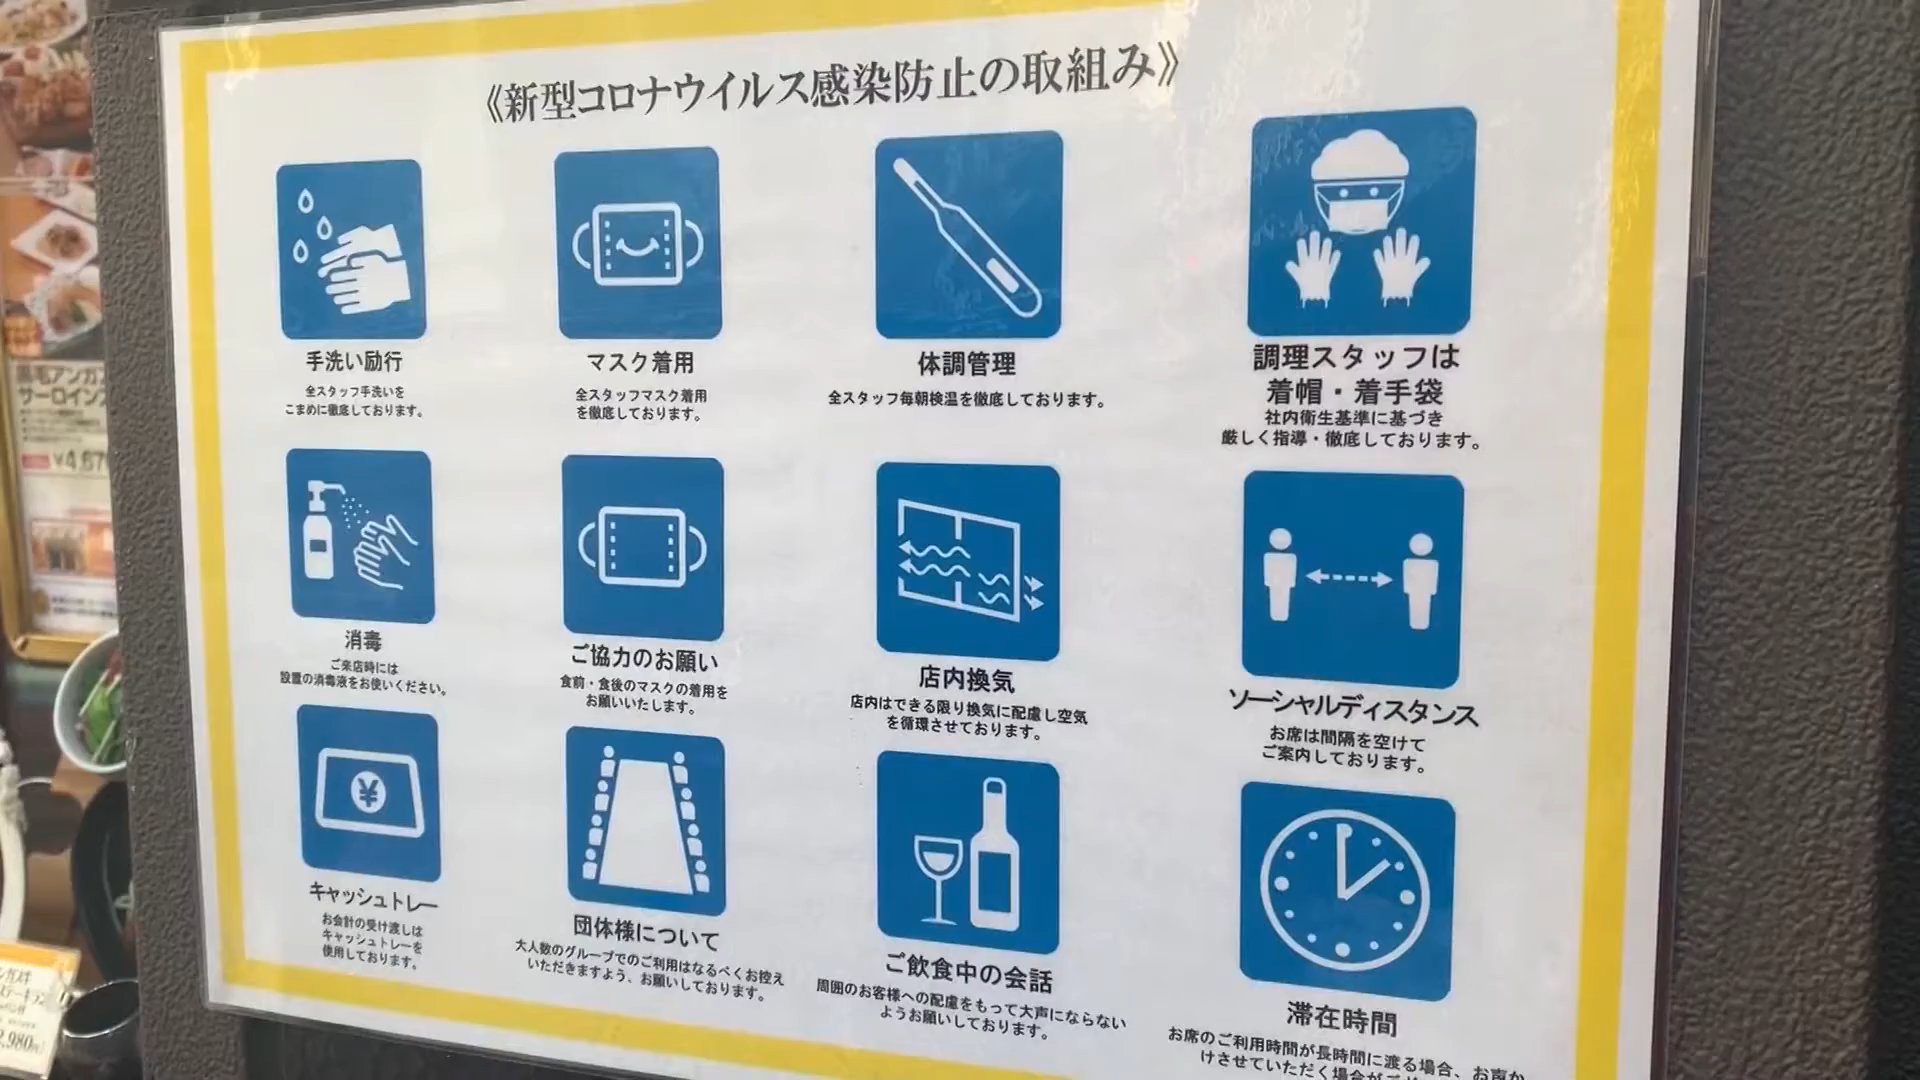 《新型コロナウイルス感染防止の取組み》
手洗い励行
全スタッフ手洗いを
こまめに徹底しております。
マスク着用
全スタッフマスク着用
を徹底しております。
体調管理
全スタッフ毎朝検温を徹底しております。
調理スタッフは
着帽・着手袋
社内衛生基準に基づき
厳しく指導・徹底しております。
消毒
ご来店時には
設置の消毒液をお使いください。
ご協力のお願い
食前・食後のマスクの着用を
お願いいたします。
店内換気
店内はできる限り換気に配慮し空気
を循環させております。
ソーシャルディスタンス
お席は間隔を空けて
ご案内しております。
¥
キャッシュトレー
お会計の受け渡しは
キャッシュトレーを
使用しております。
団体様について
大人数のグループでのご利用はなるべくお控え
いただきますよう、お願いしております。
ご飲食中の会話
周囲のお客様への配慮をもって大声にならない
ようお願いしております。
滞在時間
お席のご利用時間が長時間に渡る場合、お声か
けさせていただく場合が
サーロイン
¥4,67
2,980円